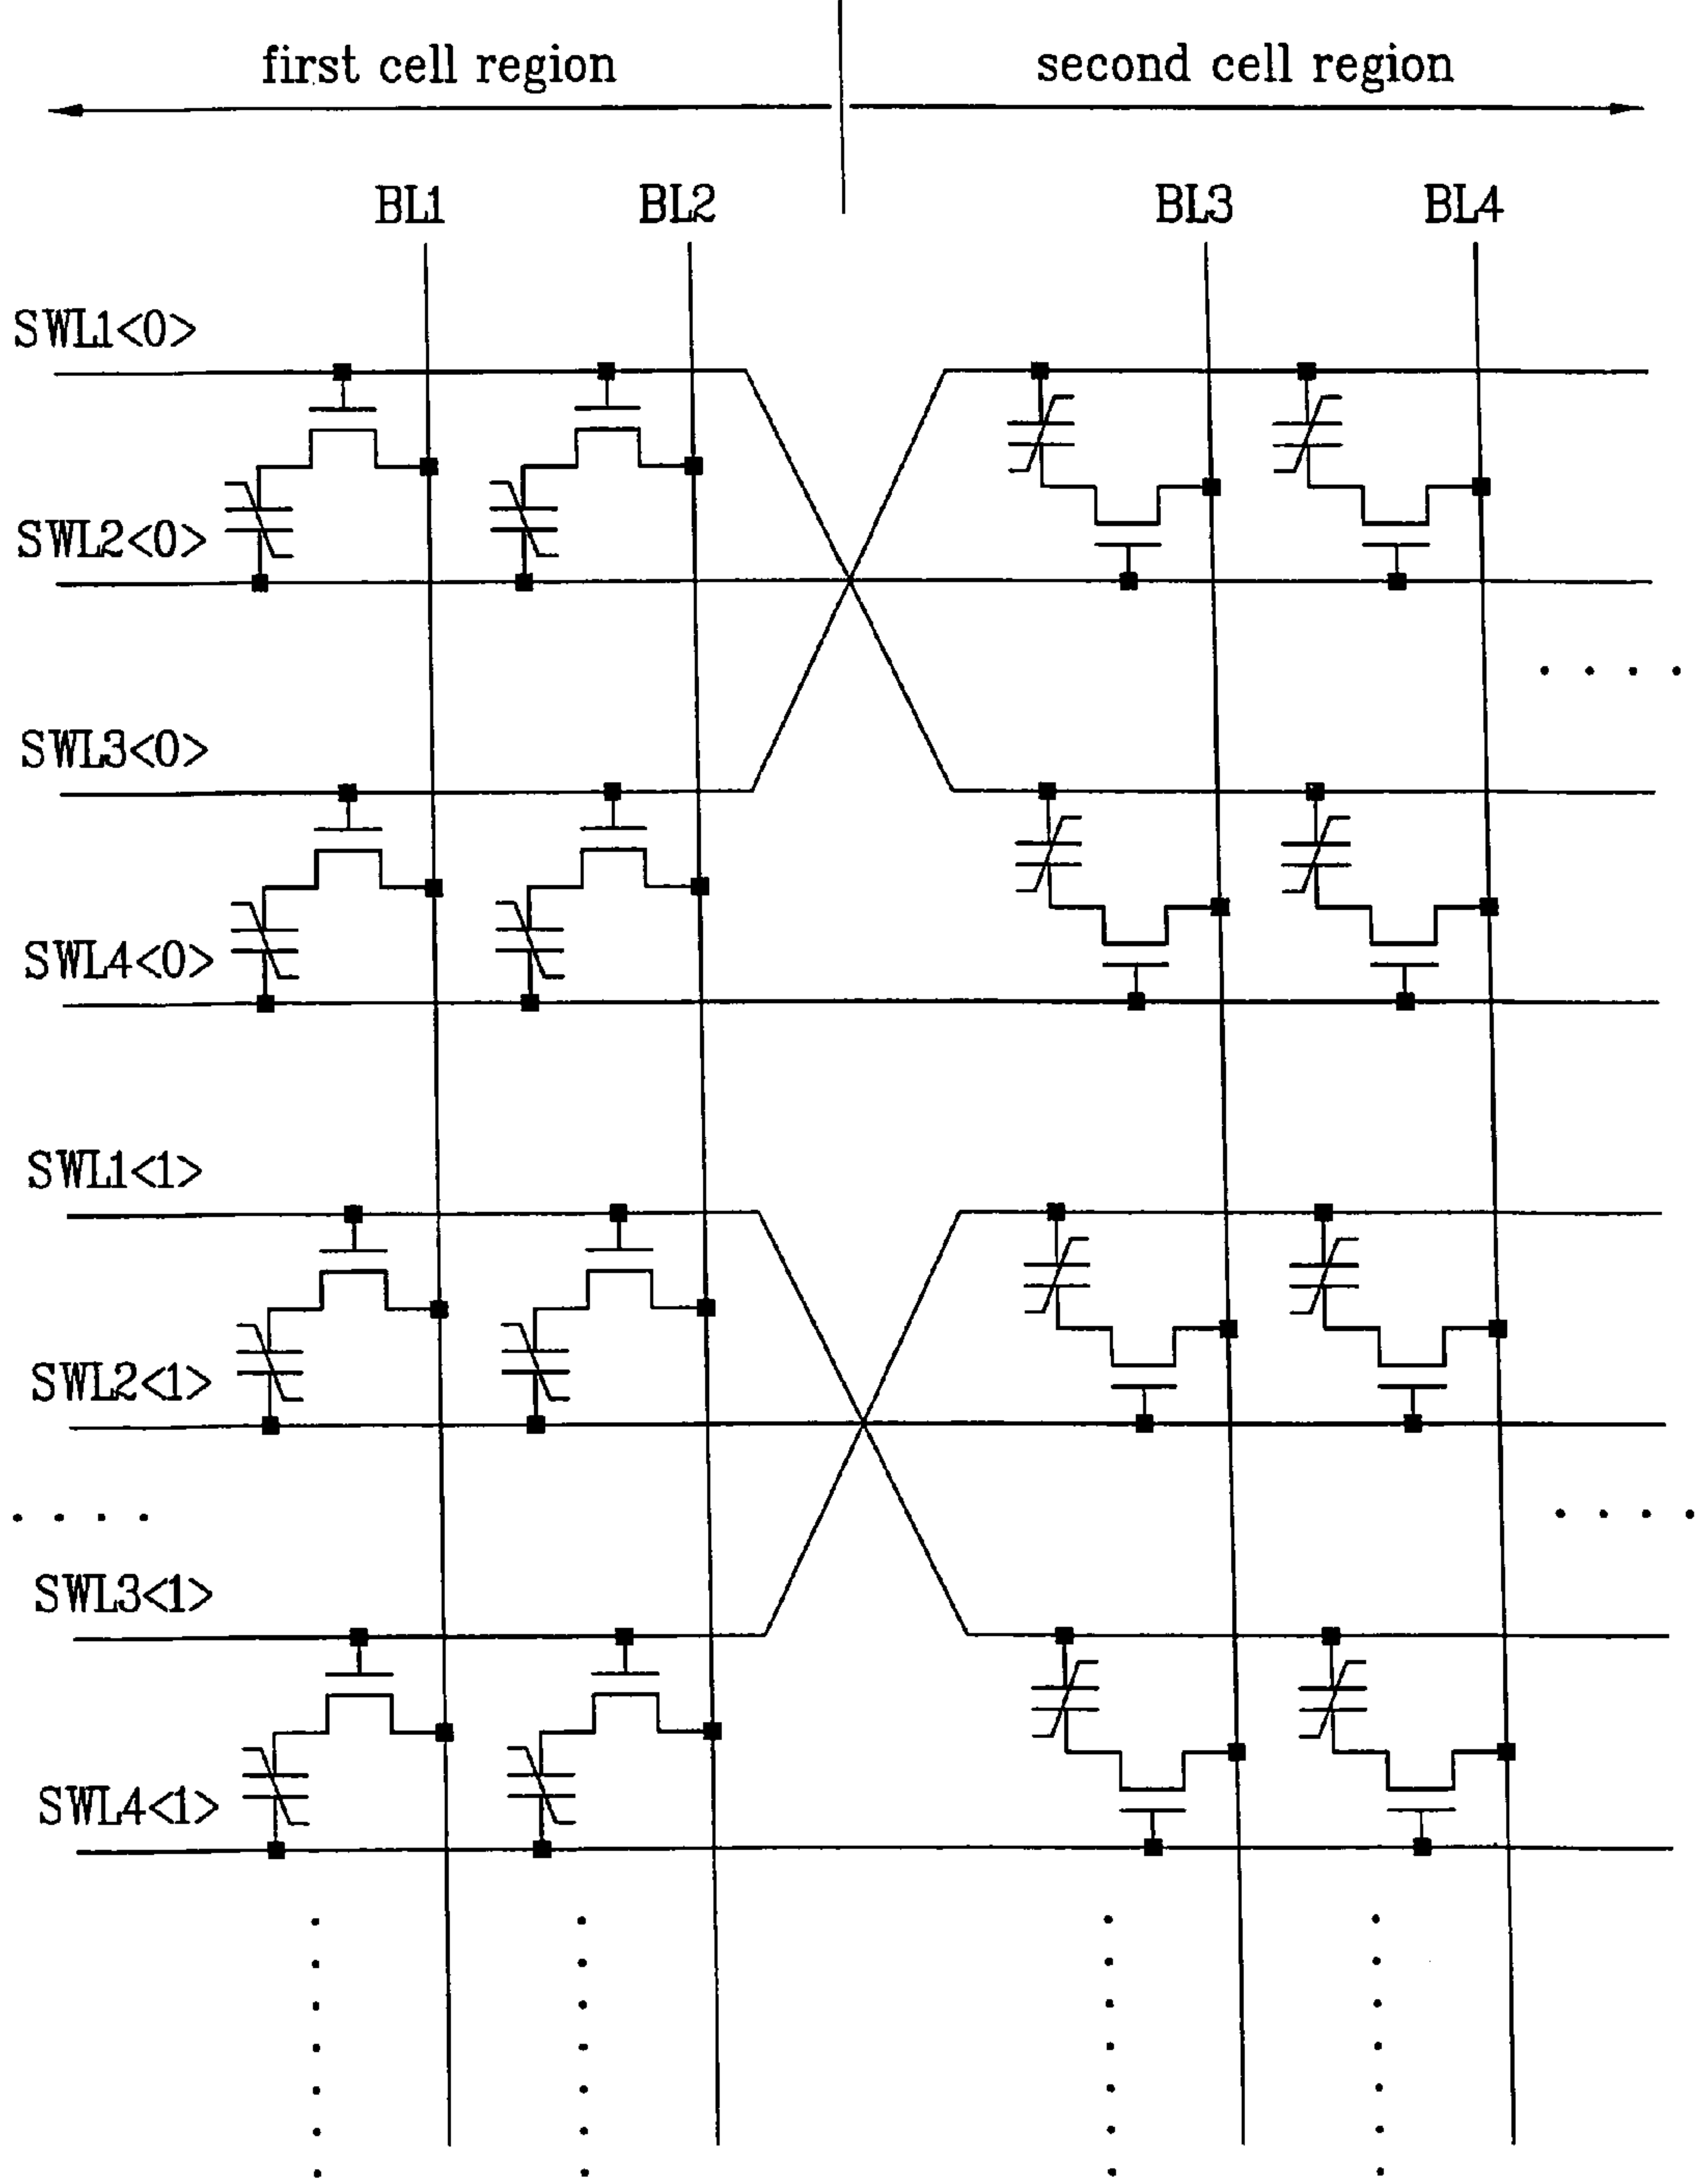 first cell region
second cell region
BL1
BL2
BL3
BL4
SWL1<0>
SWL2<0>
SWL3<0>
SWL4<0>
SWL1<1>
SWL2<1>
SWL3<1>
SWL4<1>